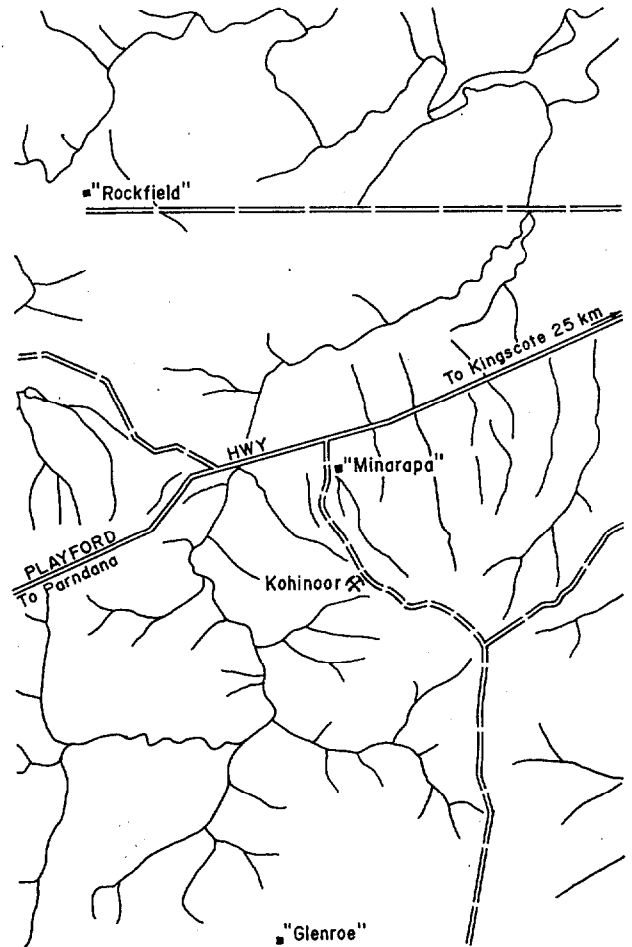 "Rockfield"
To Kingscote 25 km
HWY
"Minarapa"
PLAYFORD
To Parndana
Kohinoor
"Glenroe"